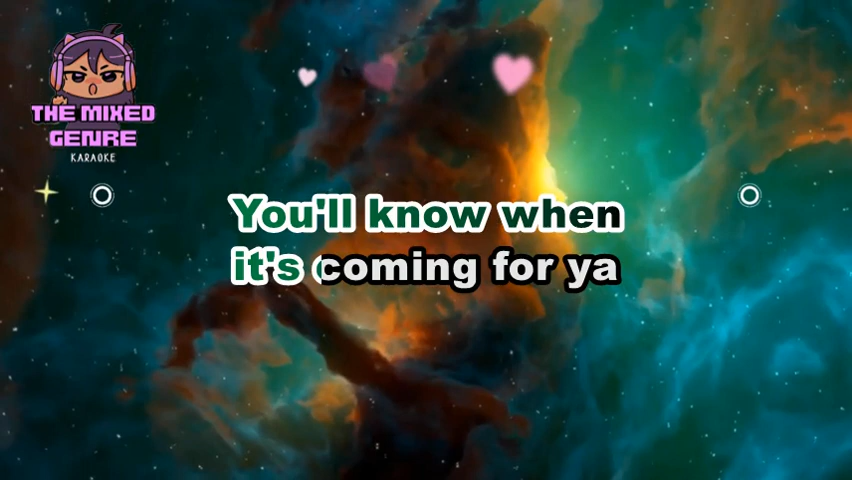 THE MIXED
GENRE
KARAOKE
You'll know when
it's coming for ya